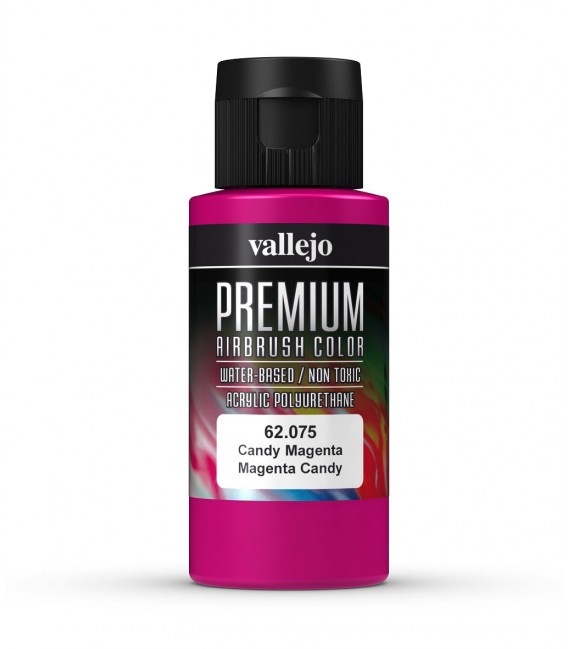 vallejo
PREMIUM
AIRBRUSH COLOR
WATER-BASED / NON TOXIC
ACRYLIC POLYURETHANE
62.075
Candy Magenta
Magenta Candy